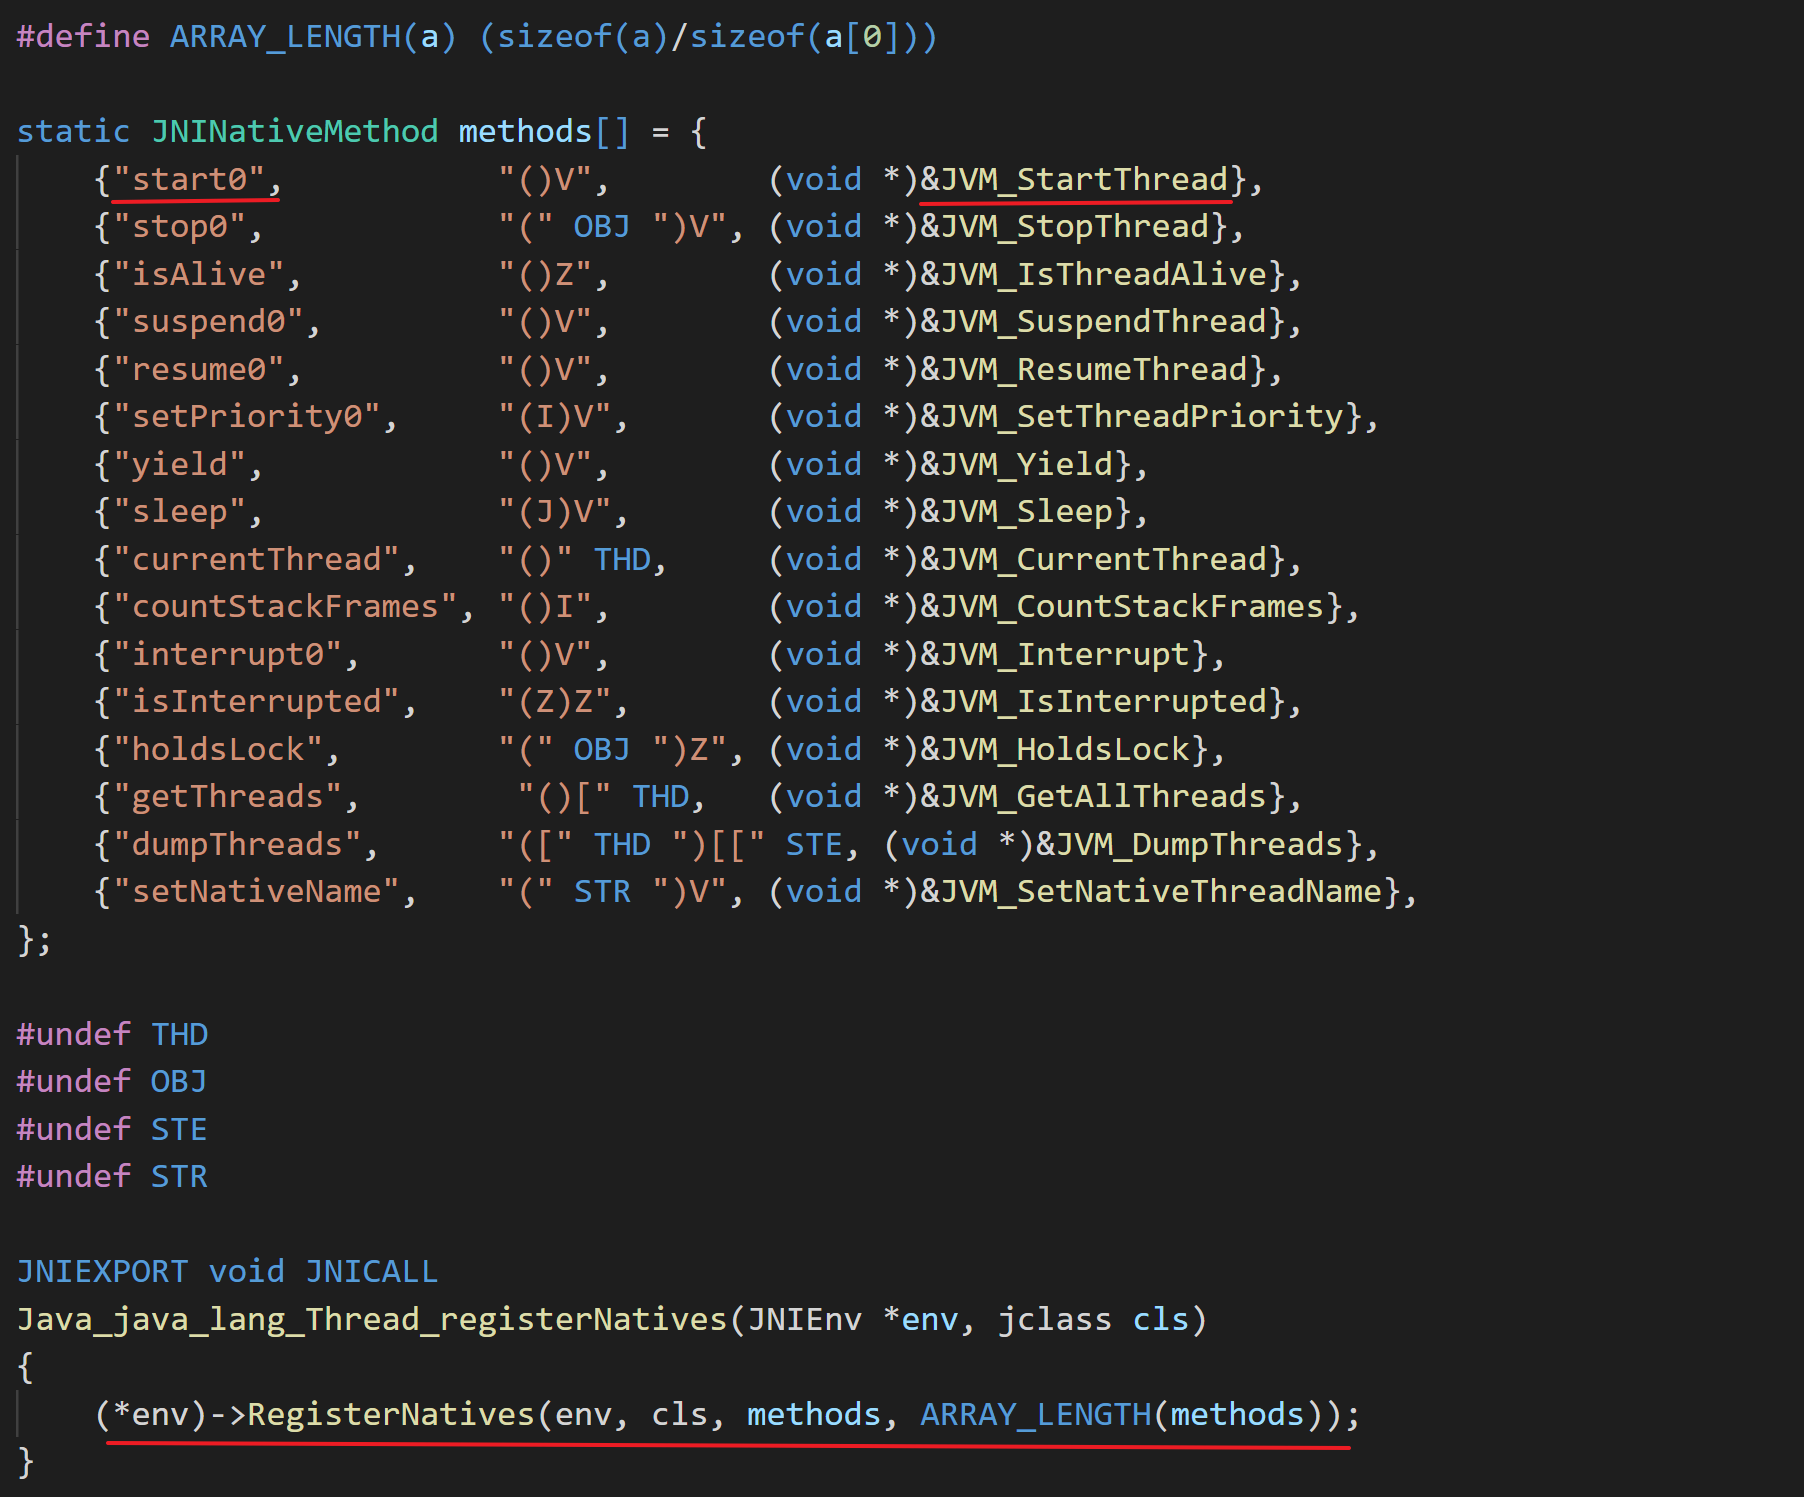 #define ARRAY_LENGTH(a) (sizeof(a)/sizeof(a[0]))
static JNINativeMethod methods[] = {
{"start0", "()V", (void *)&JVM_StartThread},
{"stop0", "(" OBJ ")V", (void *)&JVM_StopThread},
{"isAlive", "()Z", (void *)&JVM_IsThreadAlive},
{"suspend0", "()V", (void *)&JVM_SuspendThread},
{"resume0", "()V", (void *)&JVM_ResumeThread},
{"setPriority0", "(I)V", (void *)&JVM_SetThreadPriority},
{"yield", "()V", (void *)&JVM_Yield},
{"sleep", "(J)V", (void *)&JVM_Sleep},
{"currentThread", "()" THD, (void *)&JVM_CurrentThread},
{"countStackFrames", "()I", (void *)&JVM_CountStackFrames},
{"interrupt0", "()V", (void *)&JVM_Interrupt},
{"isInterrupted", "(Z)Z", (void *)&JVM_IsInterrupted},
{"holdsLock", "(" OBJ ")Z", (void *)&JVM_HoldsLock},
{"getThreads", "()[" THD, (void *)&JVM_GetAllThreads},
{"dumpThreads", "([" THD ")[[" STE, (void *)&JVM_DumpThreads},
{"setNativeName", "(" STR ")V", (void *)&JVM_SetNativeThreadName},
};
#undef THD
#undef OBJ
#undef STE
#undef STR
JNIEXPORT void JNICALL
Java_java_lang_Thread_registerNatives(JNIEnv *env, jclass cls)
{
(*env)->RegisterNatives(env, cls, methods, ARRAY_LENGTH(methods));
}